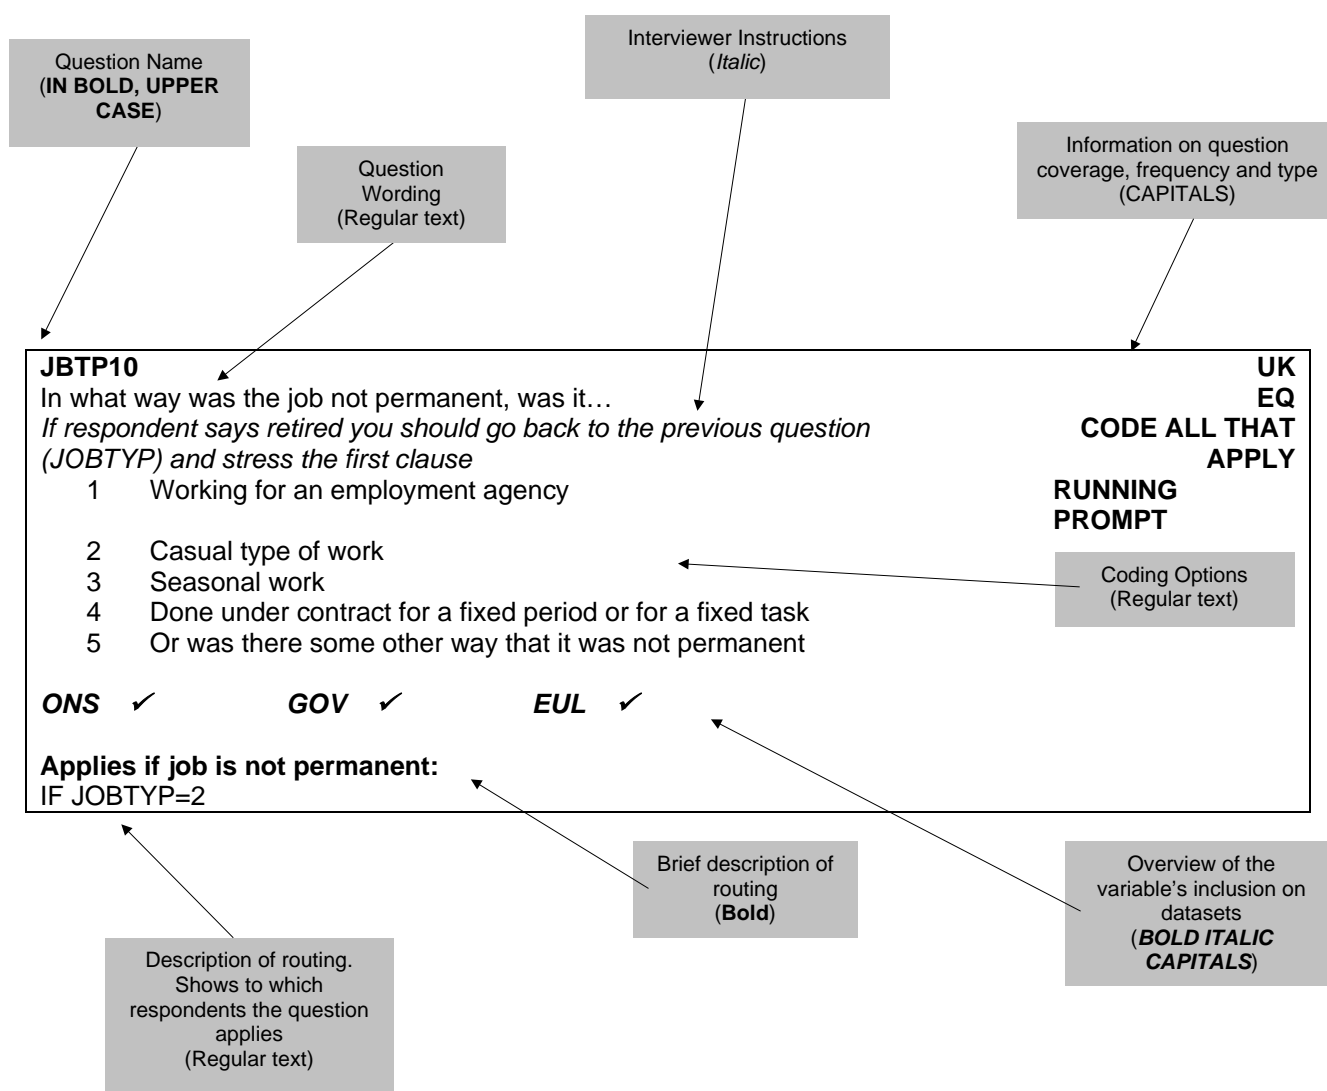 Interviewer Instructions
(Italic)
Question Name
(IN BOLD, UPPER
CASE)
Question
Wording
(Regular text)
Information on question
coverage, frequency and type
(CAPITALS)
JBTP10
UK
In what way was the job not permanent, was it…
EQ
If respondent says retired you should go back to the previous question
CODE ALL THAT
(JOBTYP) and stress the first clause
APPLY
1 Working for an employment agency
RUNNING
PROMPT
2 Casual type of work
3 Seasonal work
4 Done under contract for a fixed period or for a fixed task
5 Or was there some other way that it was not permanent
Coding Options
(Regular text)
ONS ✓ GOV ✓ EUL ✓
Applies if job is not permanent:
IF JOBTYP=2
Brief description of
routing
(Bold)
Overview of the
variable’s inclusion on
datasets
(BOLD ITALIC
CAPITALS)
Description of routing.
Shows to which
respondents the question
applies
(Regular text)